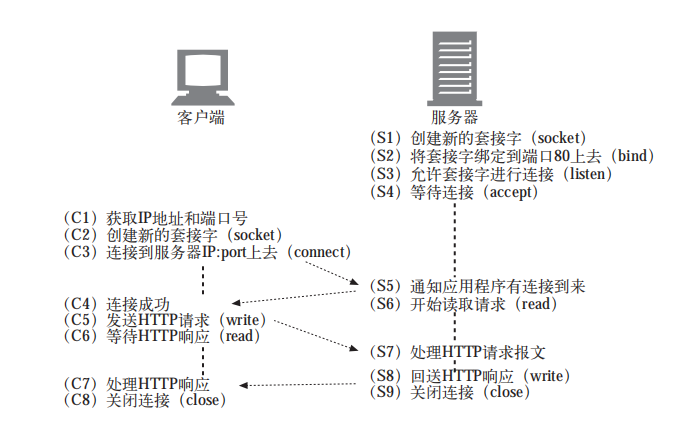 客户端
服务器
（S1）创建新的套接字（socket）
（S2）将套接字绑定到端口80上去（bind）
（S3）允许套接字进行连接（listen）
（S4）等待连接（accept）
（C1）获取IP地址和端口号
（C2）创建新的套接字（socket）
（C3）连接到服务器IP:port上去（connect）
（S5）通知应用程序有连接到来
（S6）开始读取请求（read）
（C4）连接成功
（C5）发送HTTP请求（write）
（C6）等待HTTP响应（read）
（S7）处理HTTP请求报文
（S8）回送HTTP响应（write）
（S9）关闭连接（close）
（C7）处理HTTP响应
（C8）关闭连接（close）